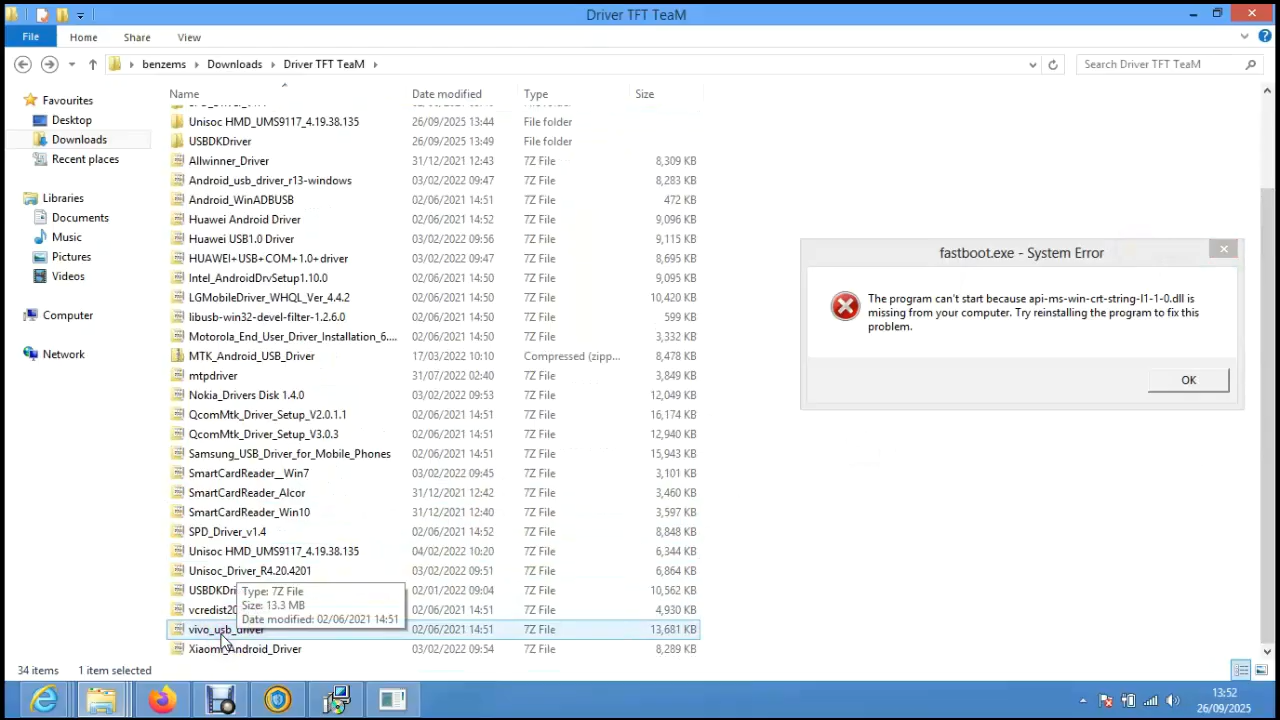 Driver TFT TeaM
File Home Share View
benzems Downloads Driver TFT TeaM
Search Driver TFT TeaM
Name Date modified Type Size
Favourites
Desktop
Downloads
Recent places
Libraries
Documents
Music
Pictures
Videos
Computer
Network
Unisoc HMD_UMS9117_4.19.38.135 26/09/2025 13:44 File folder
USBDKDriver 26/09/2025 13:49 File folder
Allwinner_Driver 31/12/2021 12:43 7Z File 8,309 KB
Android_usb_driver_r13-windows 03/02/2022 09:47 7Z File 8,283 KB
Android_WinADBUSB 02/06/2021 14:51 7Z File 472 KB
Huawei Android Driver 02/06/2021 14:52 7Z File 9,096 KB
Huawei USB1.0 Driver 03/02/2022 09:56 7Z File 9,115 KB
HUAWEI+USB+COM+1.0+driver 03/02/2022 09:47 7Z File 8,695 KB
Intel_AndroidDrvSetup1.10.0 02/06/2021 14:50 7Z File 9,095 KB
LGMobileDriver_WHQL_Ver_4.4.2 02/06/2021 14:50 7Z File 10,420 KB
libusb-win32-devel-filter-1.2.6.0 02/06/2021 14:50 7Z File 599 KB
Motorola_End_User_Driver_Installation_6.... 02/06/2021 14:50 7Z File 3,332 KB
MTK_Android_USB_Driver 17/03/2022 10:10 Compressed (zipp... 8,478 KB
mtpdriver 31/07/2022 02:40 7Z File 3,849 KB
Nokia_Drivers Disk 1.4.0 03/02/2022 09:53 7Z File 12,049 KB
QcomMtk_Driver_Setup_V2.0.1.1 02/06/2021 14:51 7Z File 16,174 KB
QcomMtk_Driver_Setup_V3.0.3 02/06/2021 14:51 7Z File 12,940 KB
Samsung_USB_Driver_for_Mobile_Phones 02/06/2021 14:51 7Z File 15,943 KB
SmartCardReader__Win7 03/02/2022 09:45 7Z File 3,101 KB
SmartCardReader_Alcor 31/12/2021 12:42 7Z File 3,460 KB
SmartCardReader_Win10 31/12/2021 12:40 7Z File 3,597 KB
SPD_Driver_v1.4 02/06/2021 14:52 7Z File 8,848 KB
Unisoc HMD_UMS9117_4.19.38.135 04/02/2022 10:20 7Z File 6,344 KB
Unisoc_Driver_R4.20.4201 03/02/2022 09:51 7Z File 6,864 KB
USBDKDri 02/01/2022 09:04 7Z File 10,562 KB
vcredist20 02/06/2021 14:51 7Z File 4,930 KB
vivo_usb_driver 02/06/2021 14:51 7Z File 13,681 KB
Xiaomi_Android_Driver 03/02/2022 09:54 7Z File 8,289 KB
Type: 7Z File
Size: 13.3 MB
Date modified: 02/06/2021 14:51
fastboot.exe - System Error
The program can't start because api-ms-win-crt-string-l1-1-0.dll is
missing from your computer. Try reinstalling the program to fix this
problem.
OK
34 items 1 item selected
13:52
26/09/2025